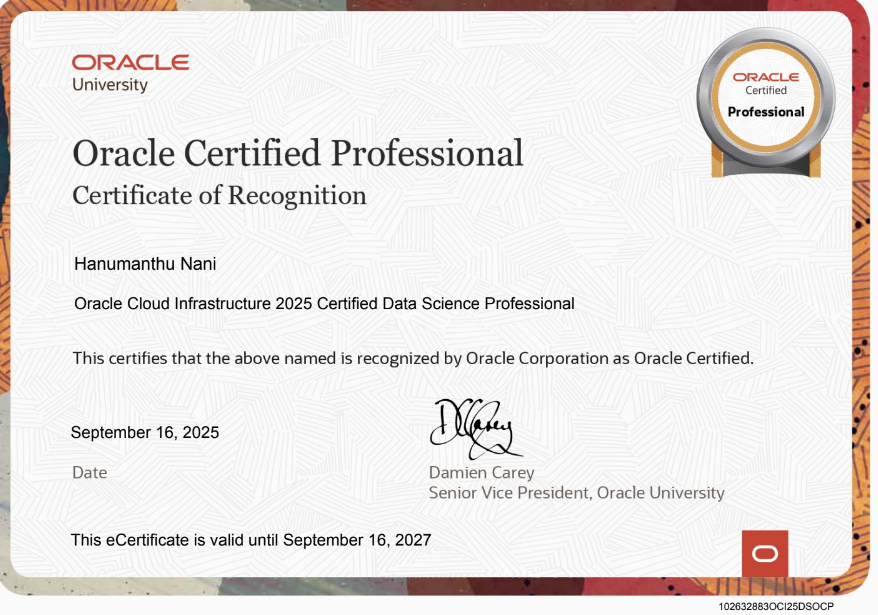 ORACLE
University
ORACLE
Certified
Professional
Oracle Certified Professional
Certificate of Recognition
Hanumanthu Nani
Oracle Cloud Infrastructure 2025 Certified Data Science Professional
This certifies that the above named is recognized by Oracle Corporation as Oracle Certified.
September 16, 2025
Date
DCarey
Damien Carey
Senior Vice President, Oracle University
This eCertificate is valid until September 16, 2027
102632883OCI25DSOCP